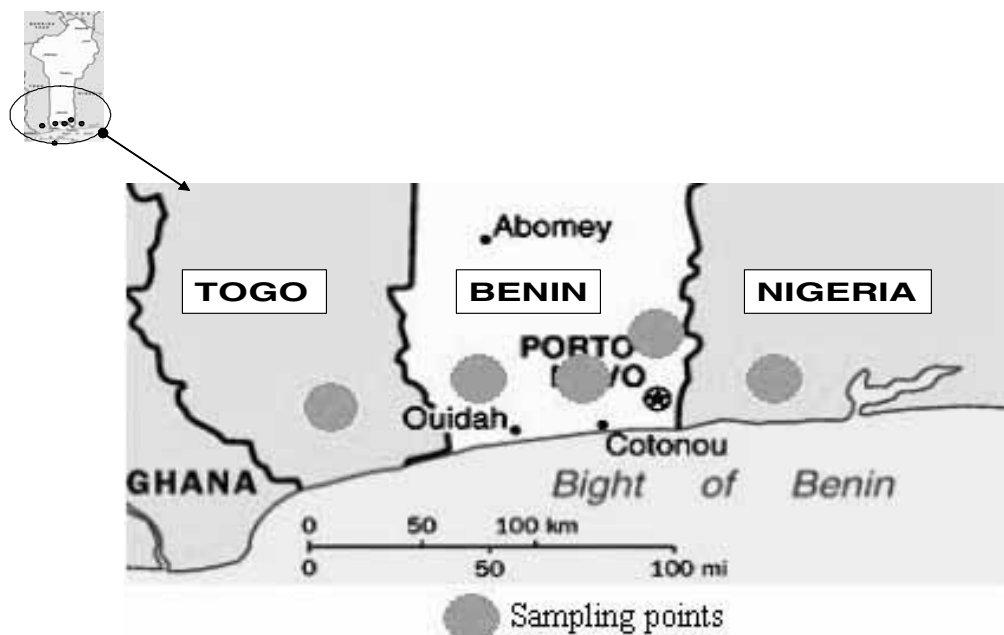 Abomey
TOGO
BENIN
NIGERIA
PORTO
Ouidah
Cotonou
GHANA
Bight of Benin
0 50 100 km
0 50 100 mi
Sampling points